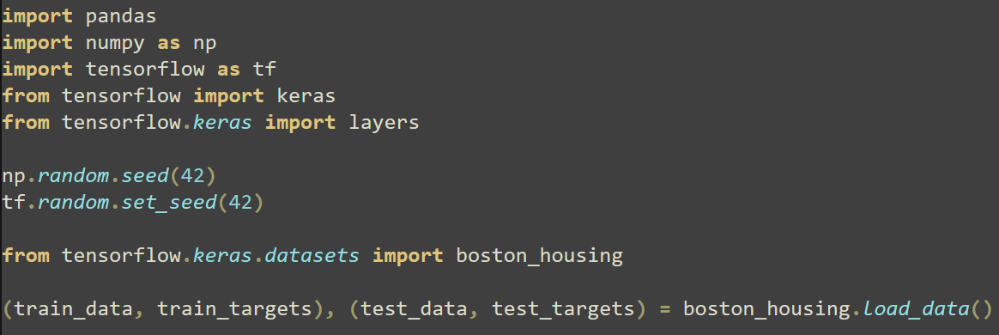 import pandas
import numpy as np
import tensorflow as tf
from tensorflow import keras
from tensorflow.keras import layers
np.random.seed(42)
tf.random.set_seed(42)
from tensorflow.keras.datasets import boston_housing
(train_data, train_targets), (test_data, test_targets) = boston_housing.load_data()